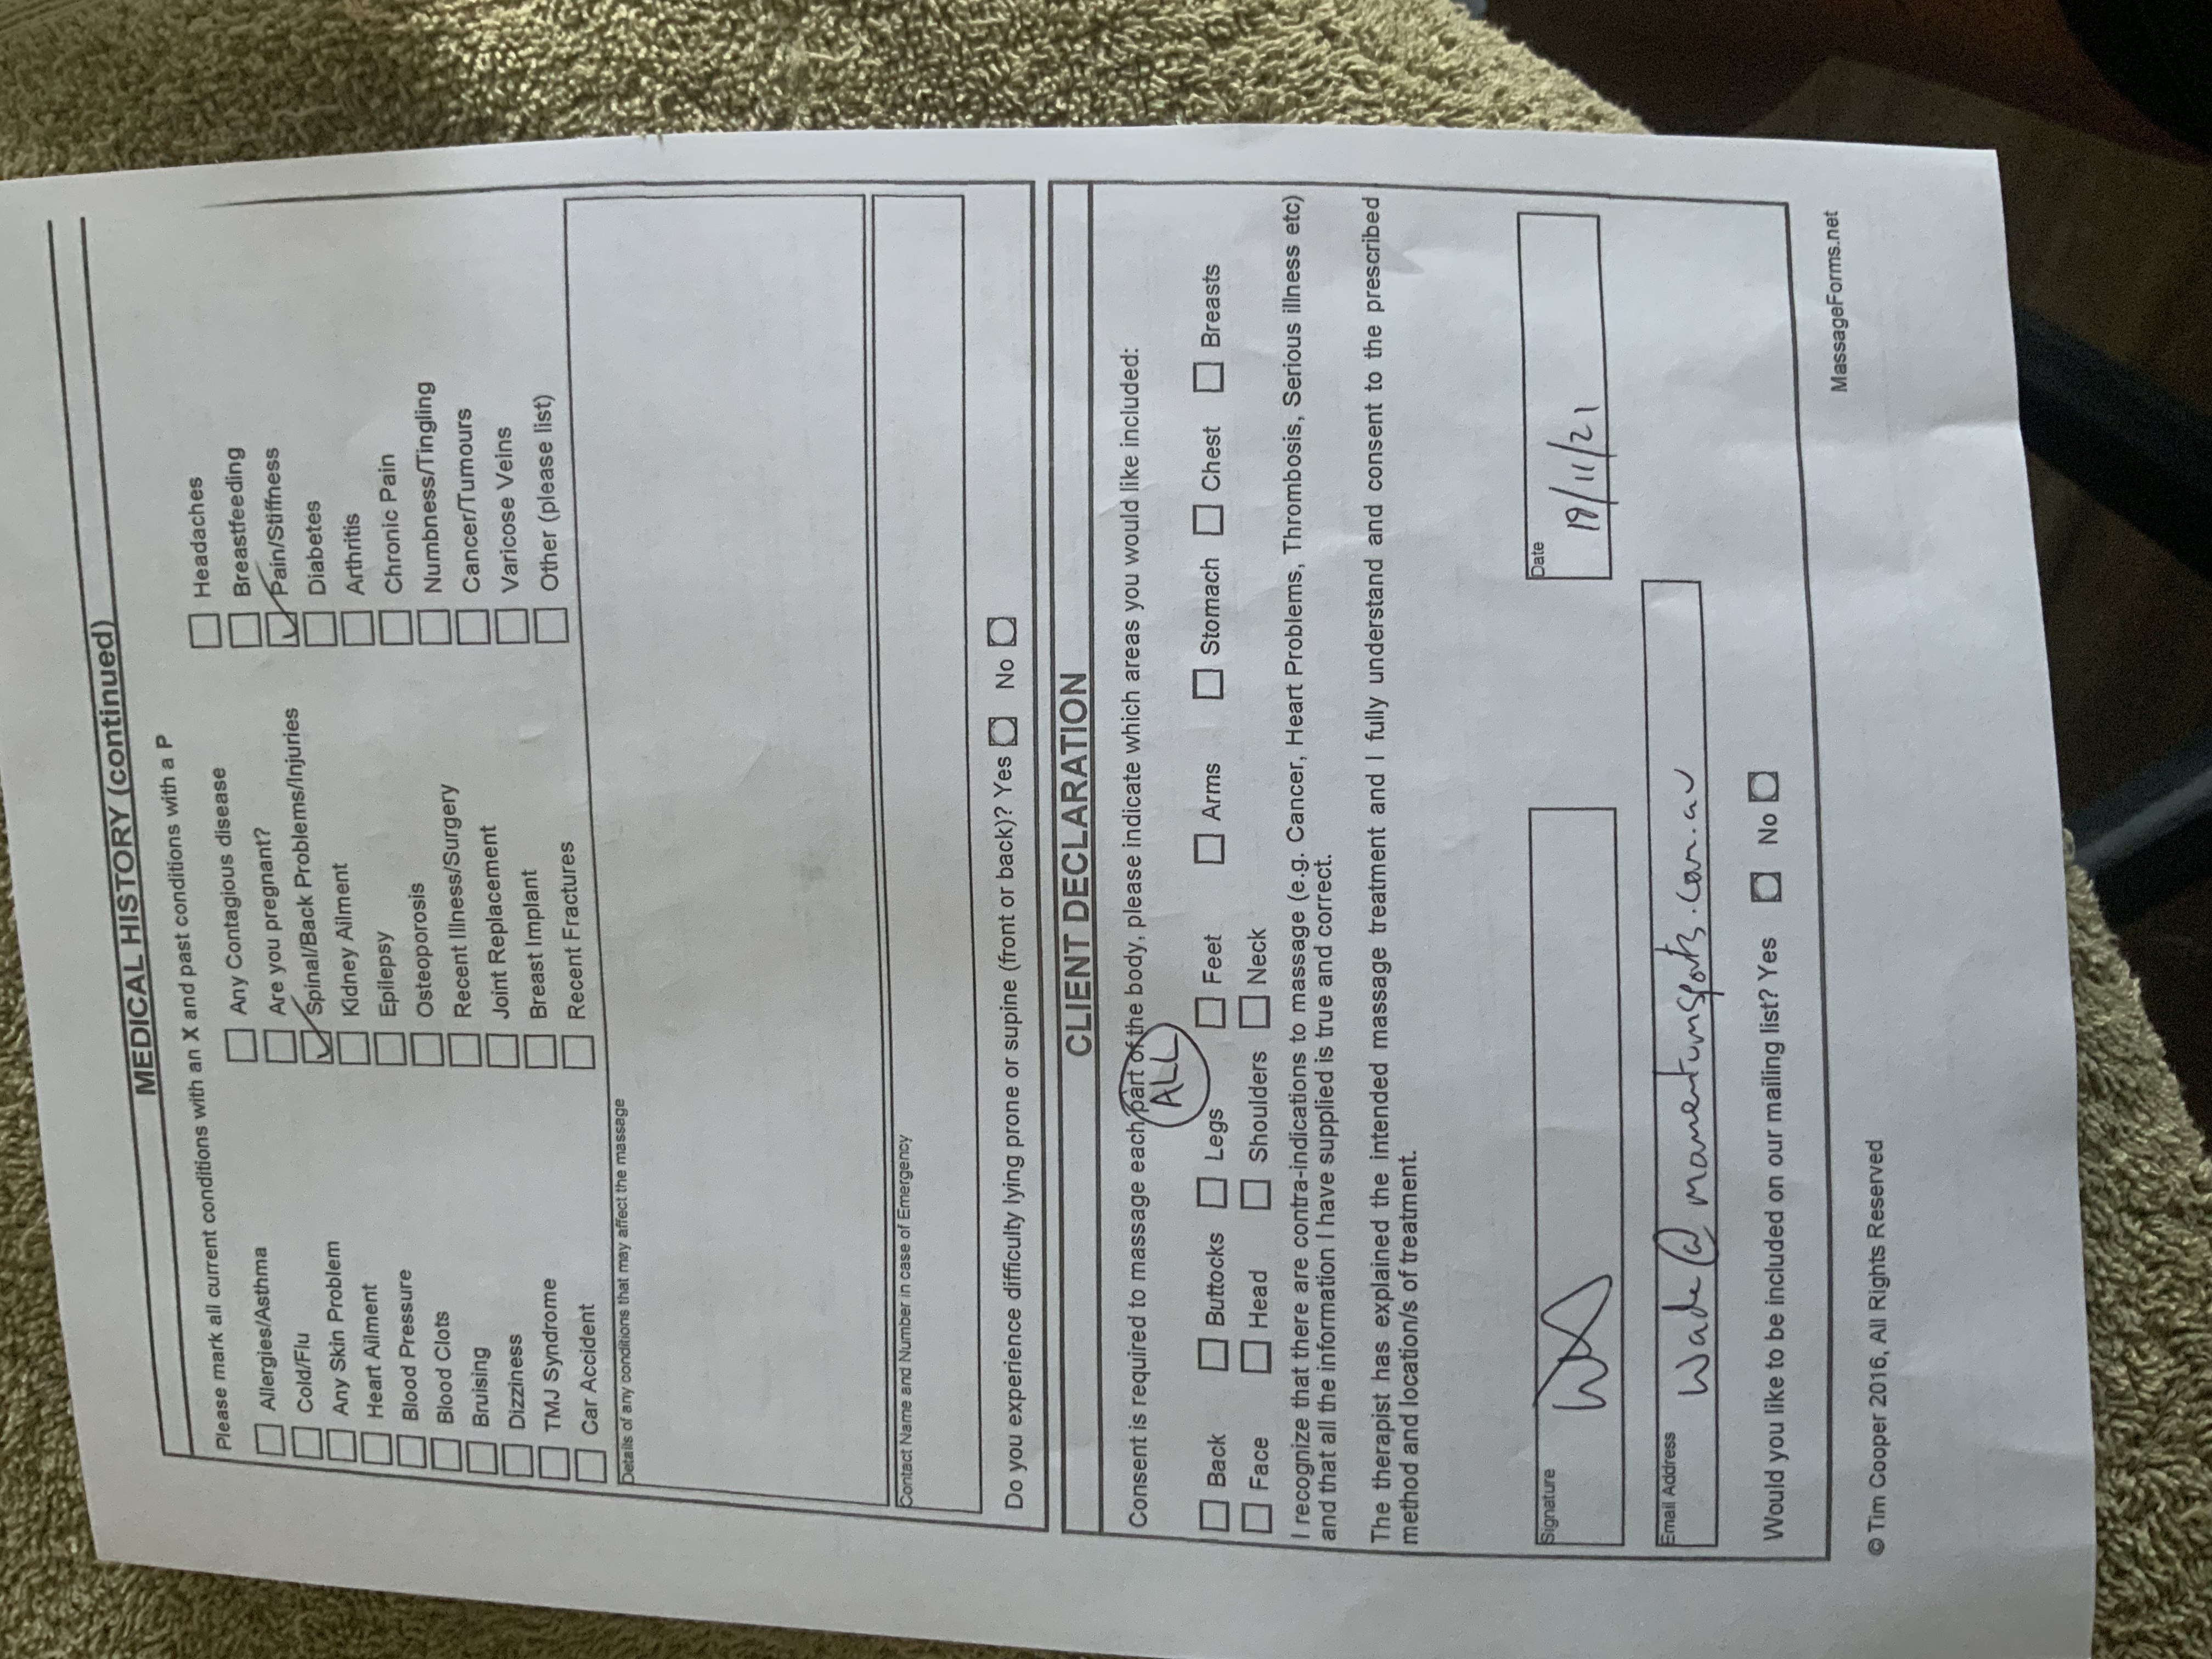 MEDICAL HISTORY (continued)
Please mark all current conditions with an X and past conditions with a P
Allergies/Asthma Any Contagious disease Headaches
Cold/Flu Are you pregnant? Breastfeeding
Any Skin Problem Spinal/Back Problems/Injuries Pain/Stiffness
Heart Ailment Kidney Ailment Diabetes
Blood Pressure Epilepsy Arthritis
Blood Clots Osteoporosis Chronic Pain
Bruising Recent Illness/Surgery Numbness/Tingling
Dizziness Joint Replacement Cancer/Tumours
TMJ Syndrome Breast Implant Varicose Veins
Car Accident Recent Fractures Other (please list)
Details of any conditions that may affect the massage
Contact Name and Number in case of Emergency
Do you experience difficulty lying prone or supine (front or back)? Yes No
CLIENT DECLARATION
Consent is required to massage each part of the body, please indicate which areas you would like included:
ALL
Back Buttocks Legs Feet Arms Stomach Chest Breasts
Face Head Shoulders Neck
I recognize that there are contra-indications to massage (e.g. Cancer, Heart Problems, Thrombosis, Serious illness etc)
and that all the information I have supplied is true and correct.
The therapist has explained the intended massage treatment and I fully understand and consent to the prescribed
method and location/s of treatment.
Signature
Date
19/11/21
Email Address
wade@momentumsports.com.au
Would you like to be included on our mailing list? Yes No
© Tim Cooper 2016, All Rights Reserved
MassageForms.net